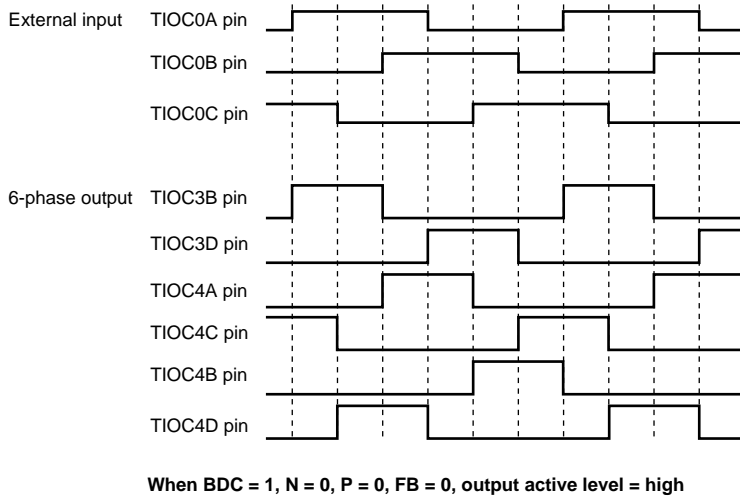 External input TIOC0A pin
TIOC0B pin
TIOC0C pin
6-phase output TIOC3B pin
TIOC3D pin
TIOC4A pin
TIOC4C pin
TIOC4B pin
TIOC4D pin
When BDC = 1, N = 0, P = 0, FB = 0, output active level = high